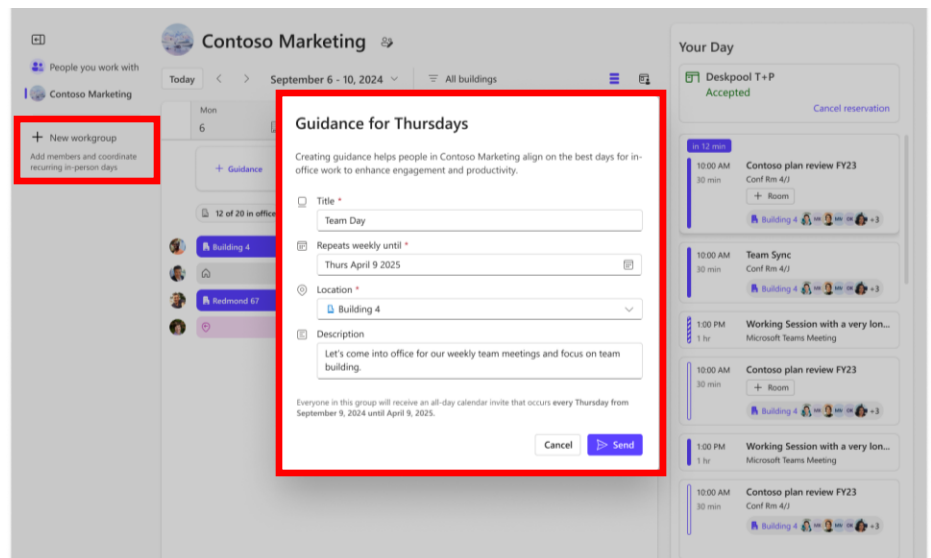 Contoso Marketing
People you work with
Contoso Marketing
New workgroup
Add members and coordinate
recurring in-person days
Today
September 6 - 10, 2024
All buildings
Mon
6
+ Guidance
12 of 20 in office
Building 4
Redmond 67
Guidance for Thursdays
Creating guidance helps people in Contoso Marketing align on the best days for in-
office work to enhance engagement and productivity.
Title *
Team Day
Repeats weekly until *
Thurs April 9 2025
Location *
Building 4
Description
Let's come into office for our weekly team meetings and focus on team
building.
Everyone in this group will receive an all-day calendar invite that occurs every Thursday from
September 9, 2024 until April 9, 2025.
Cancel
Send
Your Day
Deskpool T+P
Accepted
Cancel reservation
in 12 min
10:00 AM Contoso plan review FY23
30 min Conf Rm 4/J
+ Room
Building 4 +3
10:00 AM Team Sync
30 min Conf Rm 4/J
Building 4 +3
1:00 PM Working Session with a very lon...
1 hr Microsoft Teams Meeting
10:00 AM Contoso plan review FY23
30 min
+ Room
Building 4 +3
1:00 PM Working Session with a very lon...
1 hr Microsoft Teams Meeting
10:00 AM Contoso plan review FY23
30 min Conf Rm 4/J
Building 4 +3